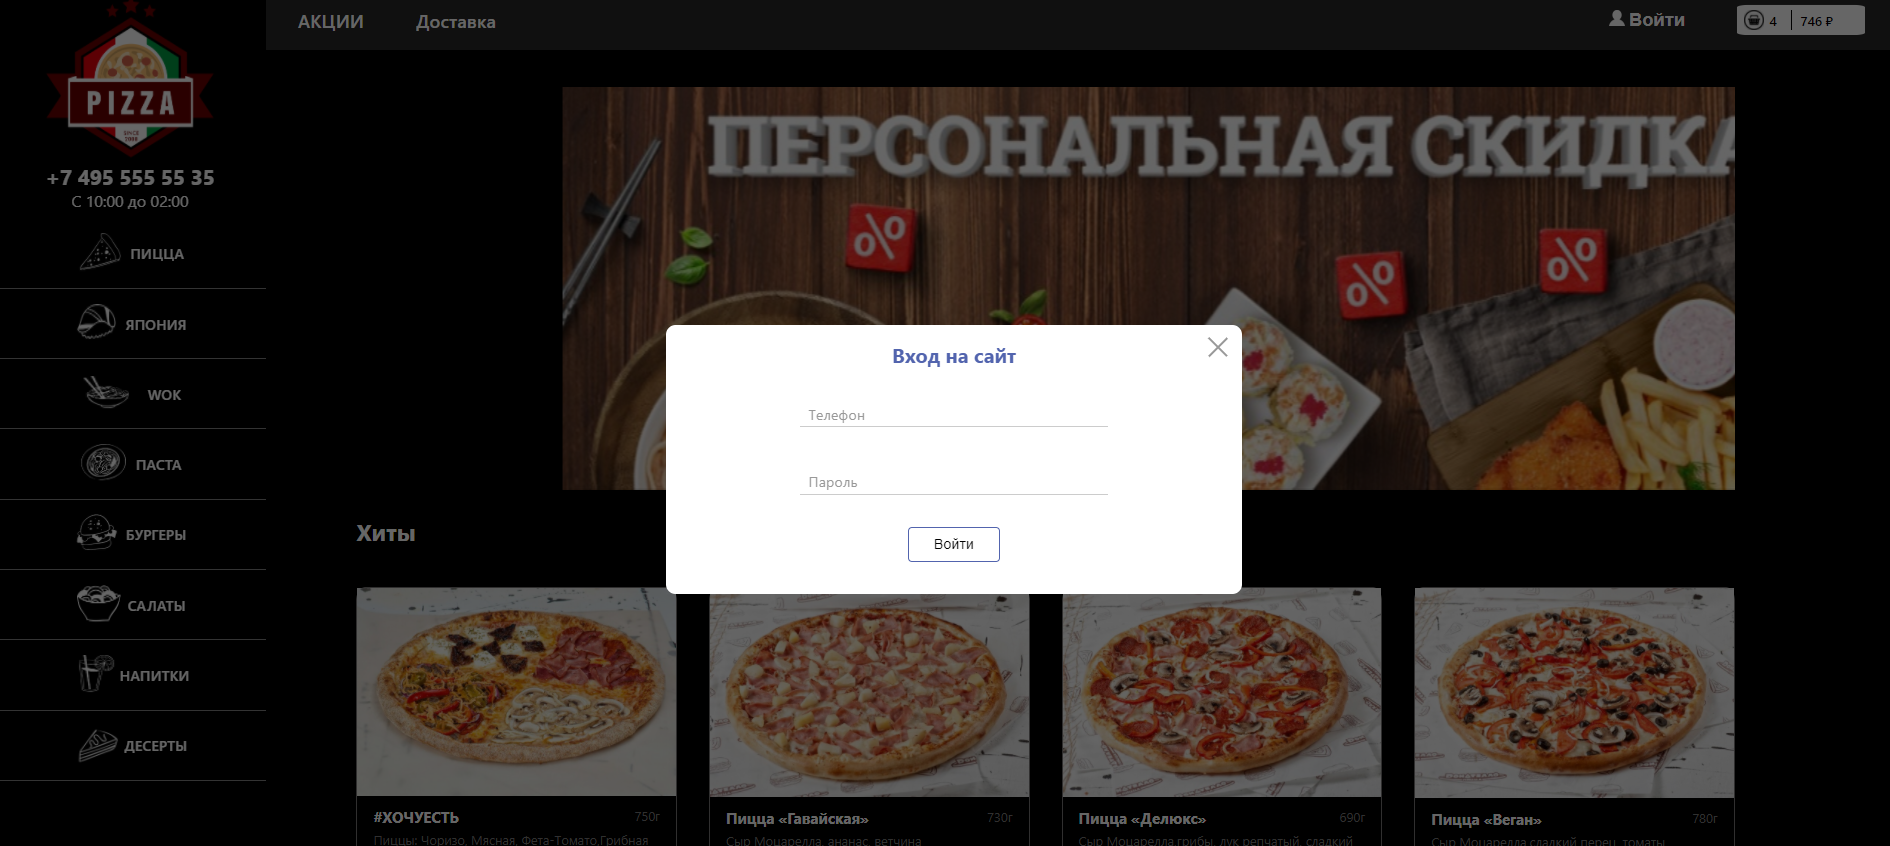 АКЦИИ
Доставка
Войти
4
746 ₽
PIZZA
SINCE
+7 495 555 55 35
С 10:00 до 02:00
ПИЦЦА
ЯПОНИЯ
WOK
ПАСТА
БУРГЕРЫ
САЛАТЫ
НАПИТКИ
ДЕСЕРТЫ
ПЕРСОНАЛЬНАЯ СКИДКА
%
%
%
Вход на сайт
Телефон
Пароль
Войти
Хиты
#ХОЧУЕСТЬ
750г
Пиццы: Чоризо, Мясная, Фета-Томато,Грибная
Пицца «Гавайская»
730г
Сыр Моцарелла, ананас, ветчина
Пицца «Делюкс»
690г
Сыр Моцарелла,грибы, лук репчатый, сладкий
Пицца «Веган»
780г
Сыр Моцарелла,сладкий перец, томаты,